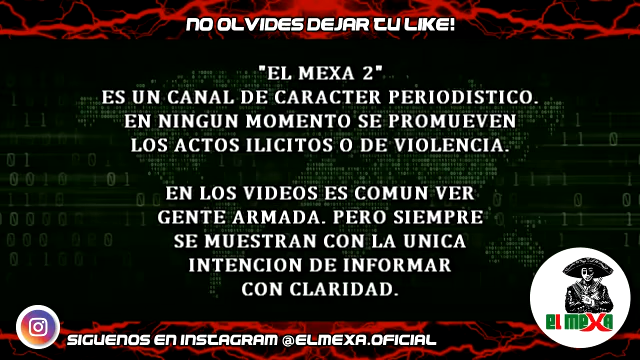 NO OLVIDES DEJAR TU LIKE!
"EL MEXA 2"
ES UN CANAL DE CARACTER PERIODISTICO.
EN NINGUN MOMENTO SE PROMUEVEN
LOS ACTOS ILICITOS O DE VIOLENCIA.
EN LOS VIDEOS ES COMUN VER
GENTE ARMADA. PERO SIEMPRE
SE MUESTRAN CON LA UNICA
INTENCION DE INFORMAR
CON CLARIDAD.
EL MEXA
SIGUENOS EN INSTAGRAM @ELMEXA.OFICIAL